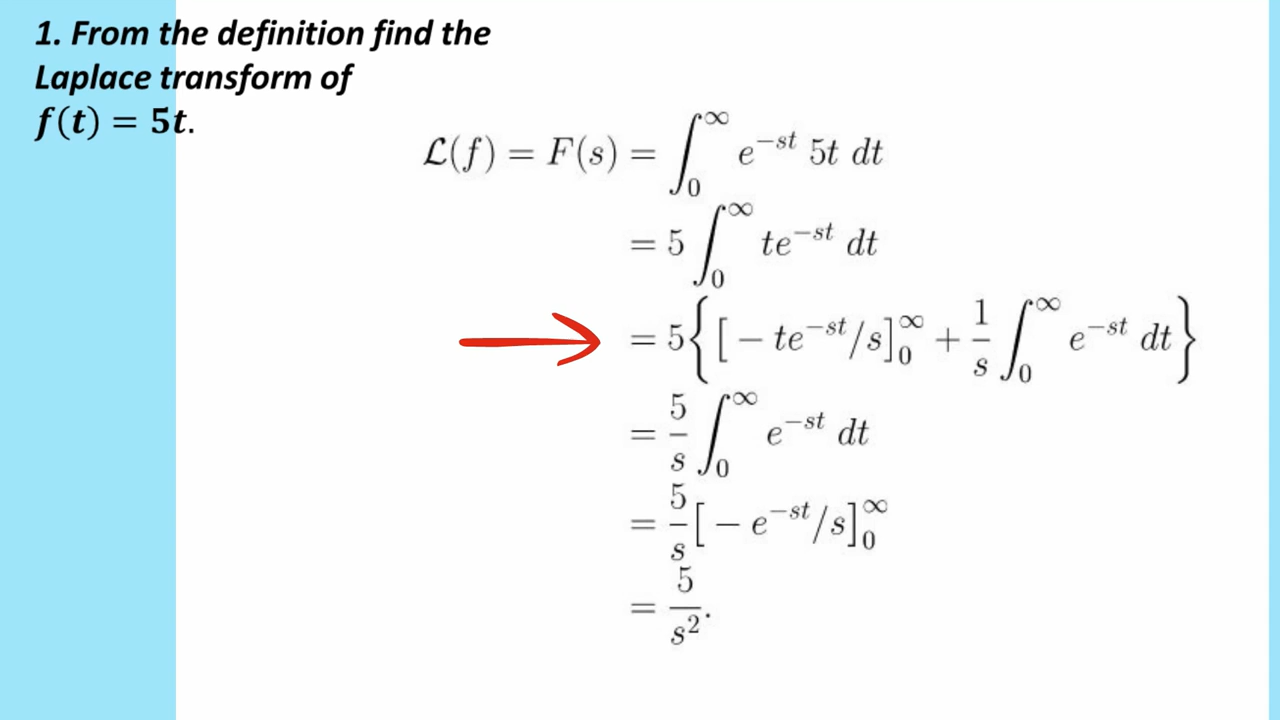 1. From the definition find the
Laplace transform of
f(t) = 5t.
ℒ(f) = F(s) = ∫₀^∞ e^{-st} 5t dt
= 5 ∫₀^∞ te^{-st} dt
= 5{[ - te^{-st}/s]₀^∞ + 1/s ∫₀^∞ e^{-st} dt}
= 5/s ∫₀^∞ e^{-st} dt
= 5/s [ - e^{-st}/s]₀^∞
= 5/s².